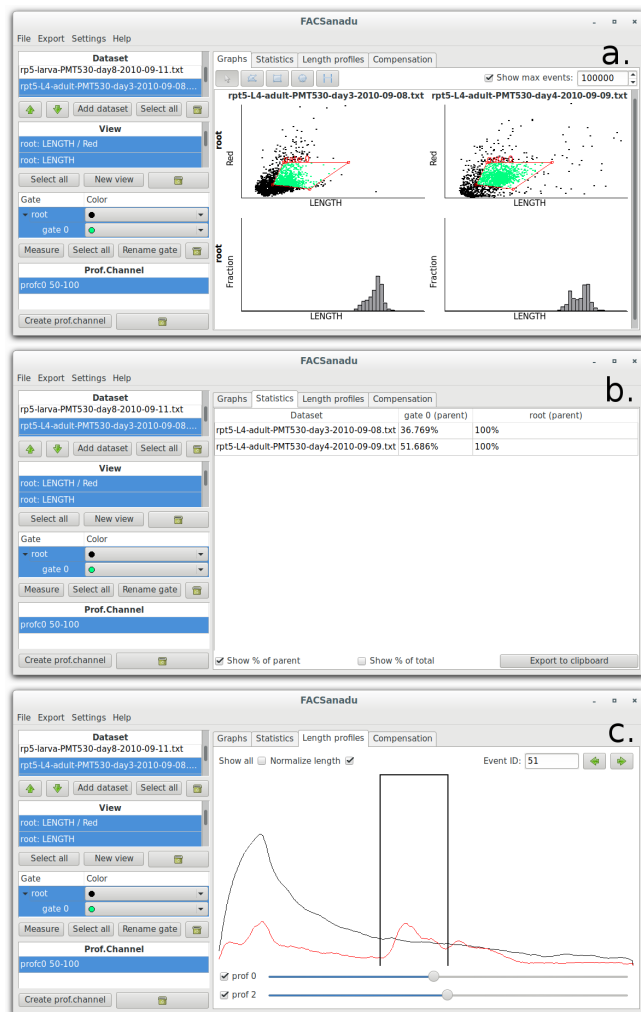 FACSanadu
File Export Settings Help
a.
Dataset
rp5-larva-PMT530-day8-2010-09-11.txt
rpt5-L4-adult-PMT530-day3-2010-09-08....
Add dataset Select all
View
root: LENGTH / Red
root: LENGTH
Select all New view
Gate Color
root
gate 0
Measure Select all Rename gate
Prof.Channel
profc0 50-100
Create prof.channel
Graphs Statistics Length profiles Compensation
Show max events: 100000
rpt5-L4-adult-PMT530-day3-2010-09-08.txt rpt5-L4-adult-PMT530-day4-2010-09-09.txt
root
Red Red
LENGTH LENGTH
root
Fraction Fraction
LENGTH LENGTH
FACSanadu
File Export Settings Help
b.
Dataset
rp5-larva-PMT530-day8-2010-09-11.txt
rpt5-L4-adult-PMT530-day3-2010-09-08....
Add dataset Select all
View
root: LENGTH / Red
root: LENGTH
Select all New view
Gate Color
root
gate 0
Measure Select all Rename gate
Prof.Channel
profc0 50-100
Create prof.channel
Graphs Statistics Length profiles Compensation
Dataset gate 0 (parent) root (parent)
rpt5-L4-adult-PMT530-day3-2010-09-08.txt 36.769% 100%
rpt5-L4-adult-PMT530-day4-2010-09-09.txt 51.686% 100%
Show % of parent Show % of total Export to clipboard
FACSanadu
File Export Settings Help
c.
Dataset
rp5-larva-PMT530-day8-2010-09-11.txt
rpt5-L4-adult-PMT530-day3-2010-09-08....
Add dataset Select all
View
root: LENGTH / Red
root: LENGTH
Select all New view
Gate Color
root
gate 0
Measure Select all Rename gate
Prof.Channel
profc0 50-100
Create prof.channel
Graphs Statistics Length profiles Compensation
Show all Normalize length Event ID: 51
prof 0
prof 2